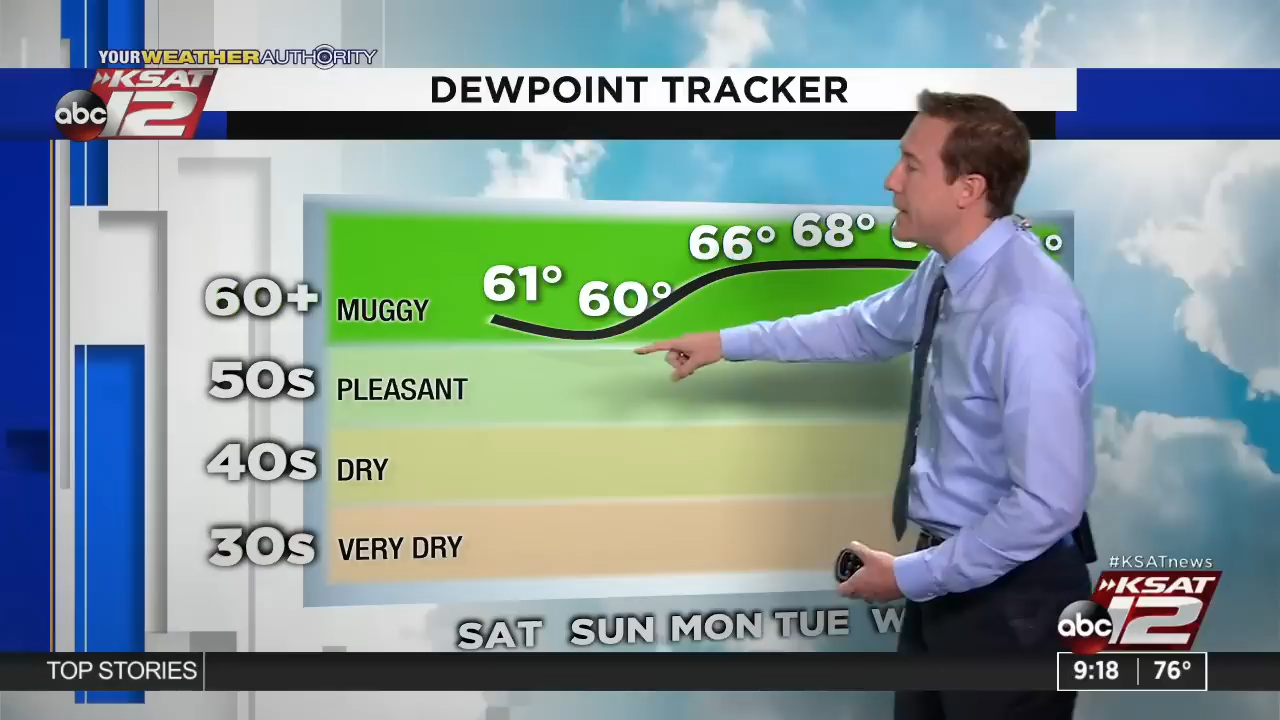 YOUR WEATHER AUTHORITY
KSAT
abc 12
DEWPOINT TRACKER
61° 60° 66° 68°
60+ MUGGY
50s PLEASANT
40s DRY
30s VERY DRY
SAT SUN MON TUE W
#KSATnews
KSAT
abc 12
TOP STORIES
9:18 76°